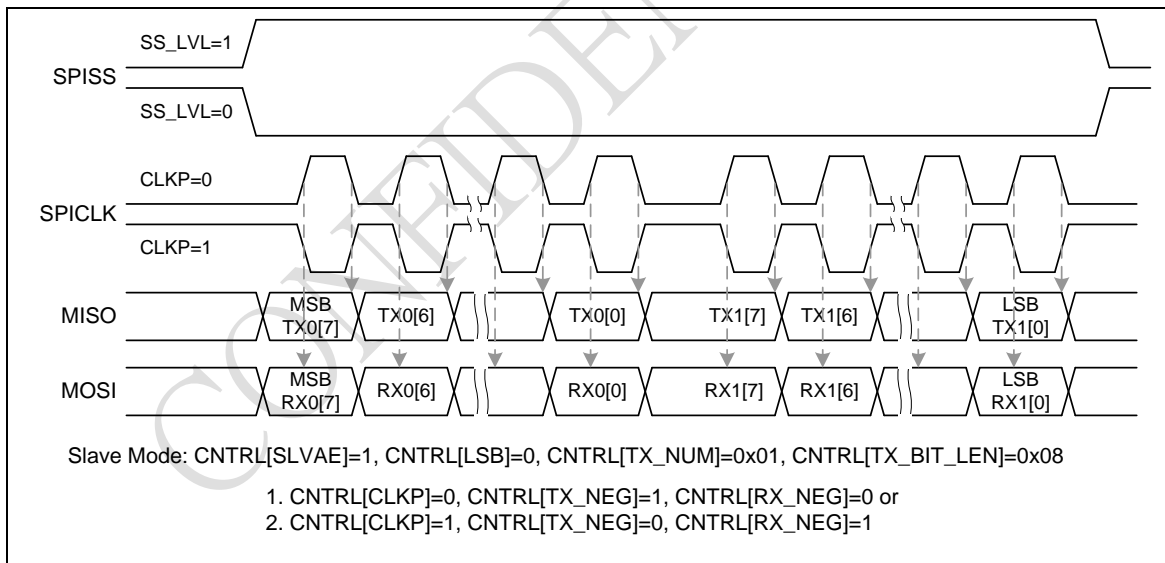 SS_LVL=1
SPISS
SS_LVL=0
CLKP=0
SPICLK
CLKP=1
MISO
MSB
TX0[7]
TX0[6]
TX0[0]
TX1[7]
TX1[6]
LSB
TX1[0]
MOSI
MSB
RX0[7]
RX0[6]
RX0[0]
RX1[7]
RX1[6]
LSB
RX1[0]
Slave Mode: CNTRL[SLVAE]=1, CNTRL[LSB]=0, CNTRL[TX_NUM]=0x01, CNTRL[TX_BIT_LEN]=0x08
1. CNTRL[CLKP]=0, CNTRL[TX_NEG]=1, CNTRL[RX_NEG]=0 or
2. CNTRL[CLKP]=1, CNTRL[TX_NEG]=0, CNTRL[RX_NEG]=1
CONFIDEN